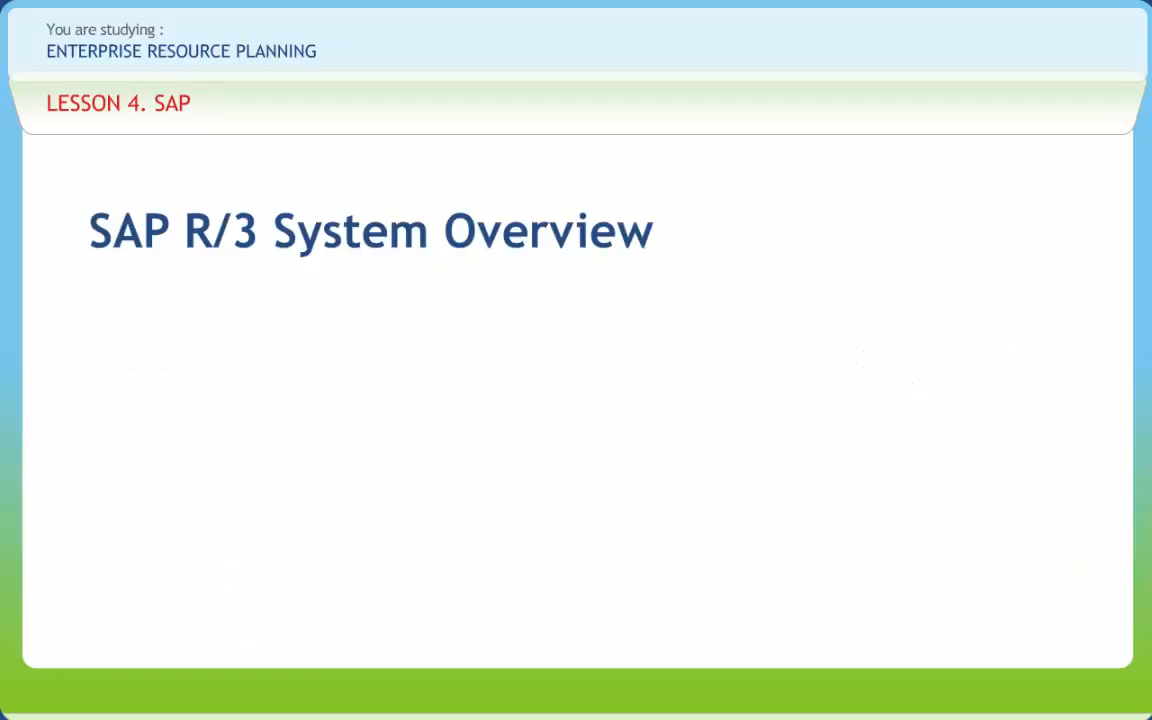 You are studying :
ENTERPRISE RESOURCE PLANNING
LESSON 4. SAP
SAP R/3 System Overview